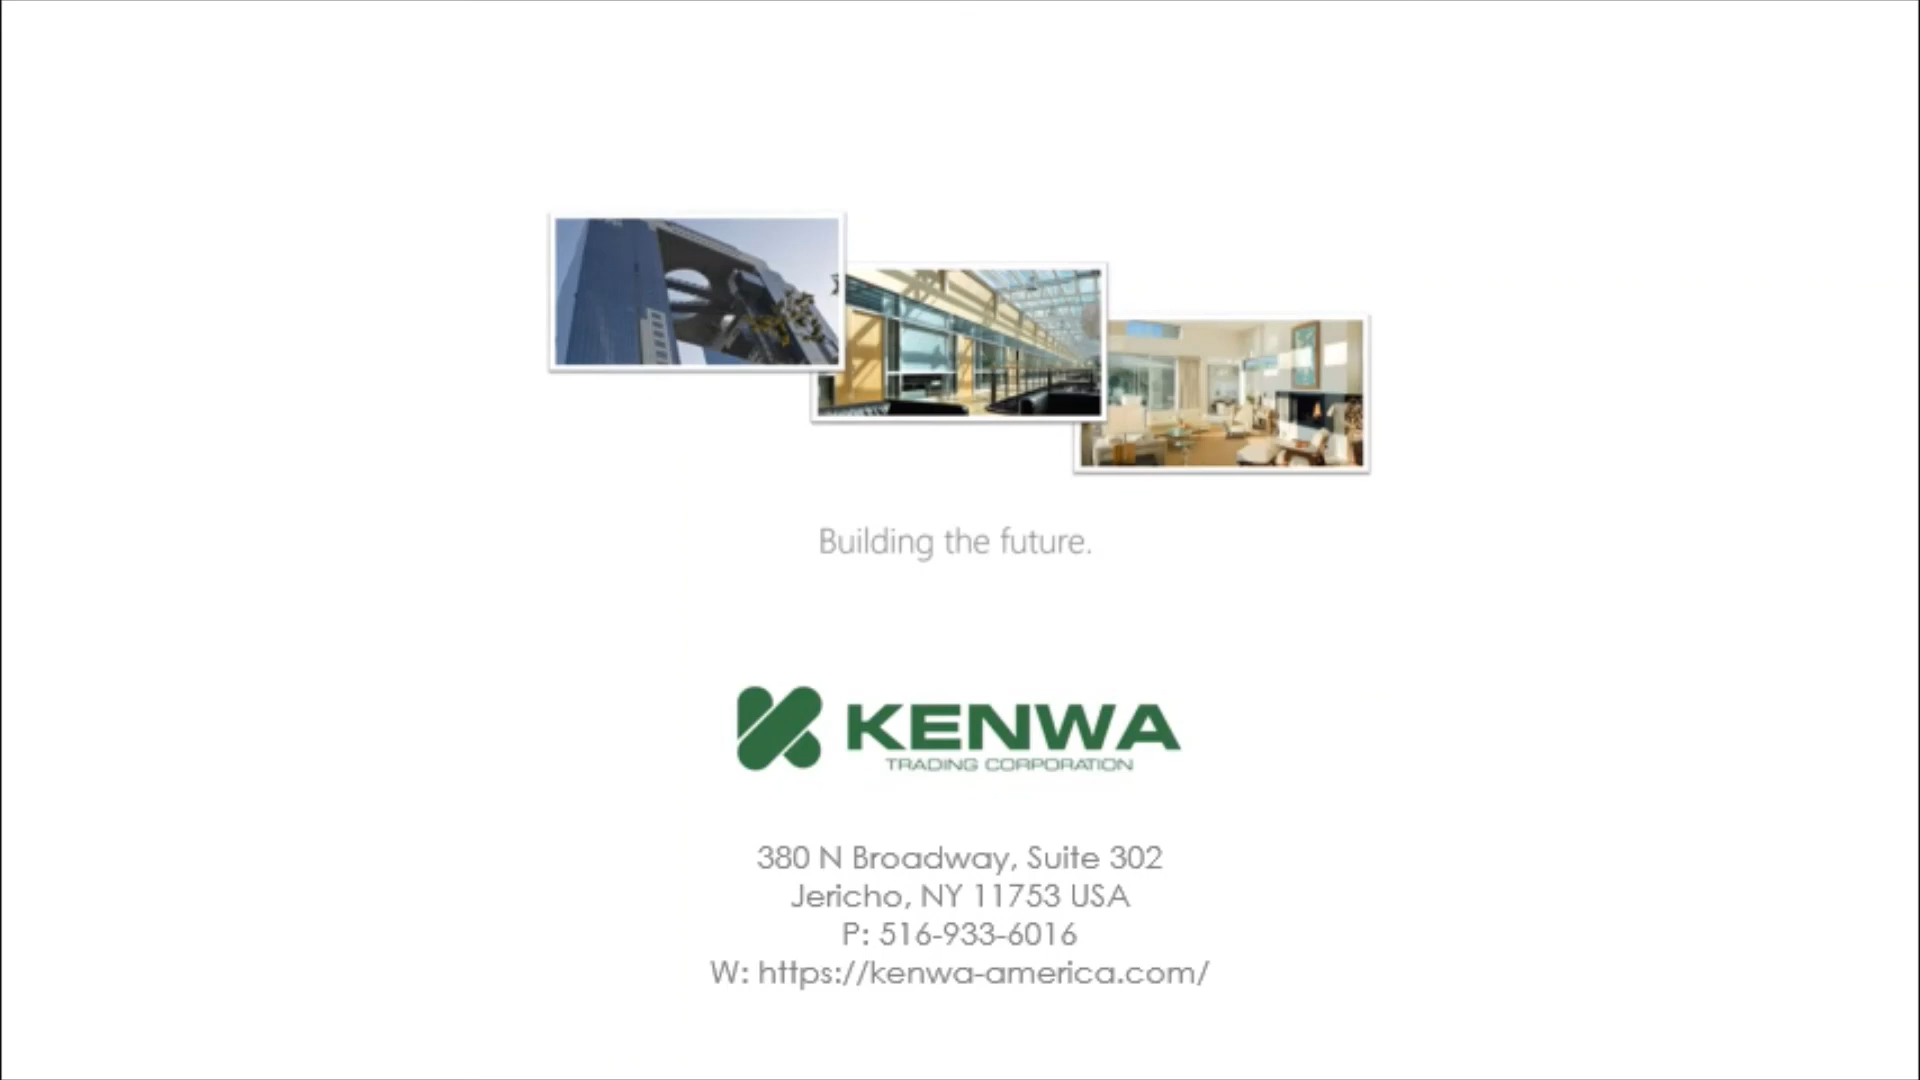 Building the future.
KENWA
TRADING CORPORATION
380 N Broadway, Suite 302
Jericho, NY 11753 USA
P: 516-933-6016
W: https://kenwa-america.com/